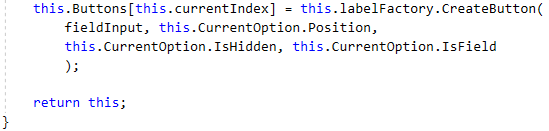 this.Buttons[this.currentIndex] = this.labelFactory.CreateButton(
fieldInput, this.CurrentOption.Position,
this.CurrentOption.IsHidden, this.CurrentOption.IsField
);
return this;
}